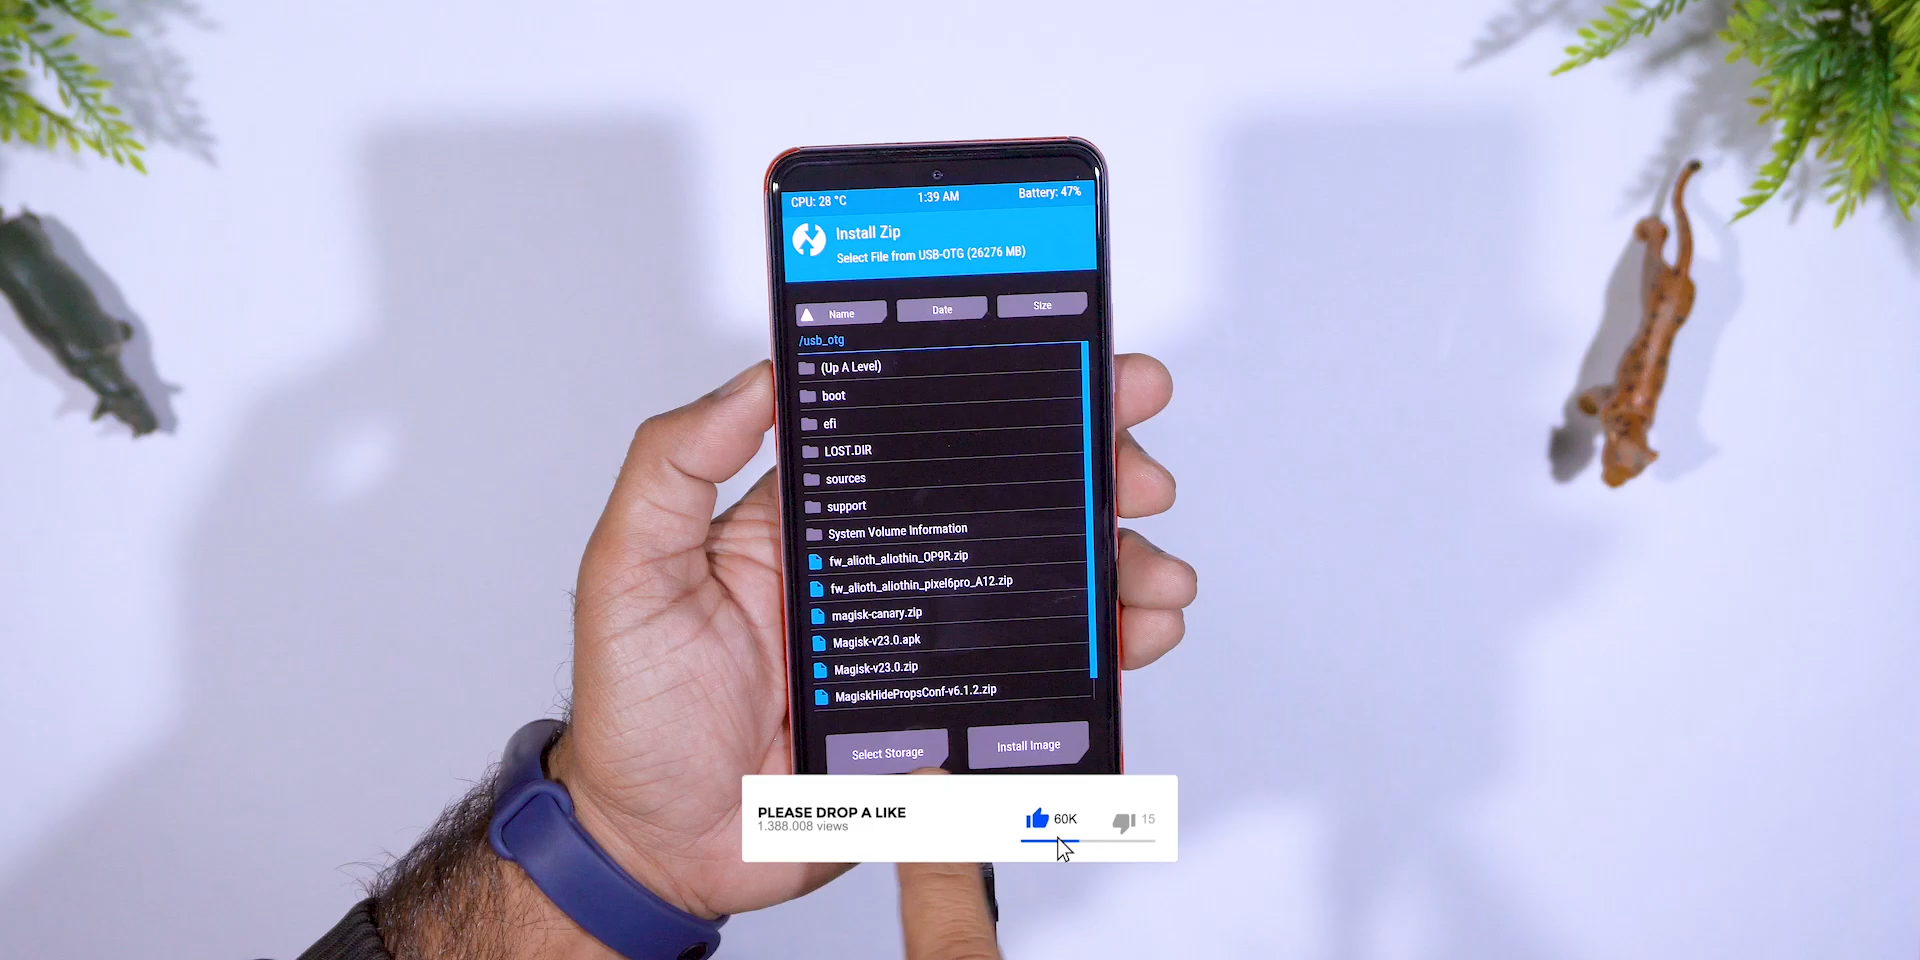 CPU: 28 °C 1:39 AM Battery: 47%
Install Zip
Select File from USB-OTG (26276 MB)
Name Date Size
/usb_otg
(Up A Level)
boot
efi
LOST.DIR
sources
support
System Volume Information
fw_alioth_aliothin_OP9R.zip
fw_alioth_aliothin_pixel6pro_A12.zip
magisk-canary.zip
Magisk-v23.0.apk
Magisk-v23.0.zip
MagiskHidePropsConf-v6.1.2.zip
Select Storage Install Image
PLEASE DROP A LIKE
1.388.008 views
60K 15